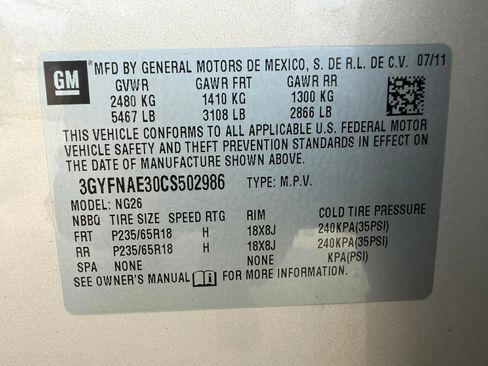 GM
MFD BY GENERAL MOTORS DE MEXICO, S. DE R.L. DE C.V. 07/11
GVWR GAWR FRT GAWR RR
2480 KG 1410 KG 1300 KG
5467 LB 3108 LB 2866 LB
THIS VEHICLE CONFORMS TO ALL APPLICABLE U.S. FEDERAL MOTOR
VEHICLE SAFETY AND THEFT PREVENTION STANDARDS IN EFFECT ON
THE DATE OF MANUFACTURE SHOWN ABOVE.
3GYFNAE30CS502986 TYPE: M.P.V.
MODEL: NG26
NBBQ TIRE SIZE SPEED RTG RIM COLD TIRE PRESSURE
FRT P235/65R18 H 18X8J 240KPA(35PSI)
RR P235/65R18 H 18X8J 240KPA(35PSI)
SPA NONE NONE KPA(PSI)
SEE OWNER'S MANUAL FOR MORE INFORMATION.